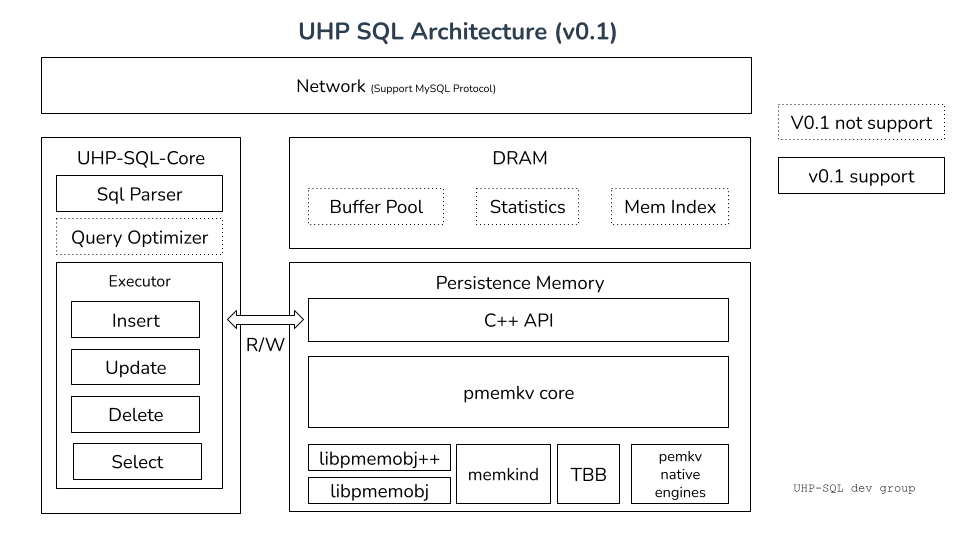 UHP SQL Architecture (v0.1)
Network (Support MySQL Protocol)
V0.1 not support
v0.1 support
UHP-SQL-Core
Sql Parser
Query Optimizer
Executor
Insert
Update
Delete
Select
R/W
DRAM
Buffer Pool
Statistics
Mem Index
Persistence Memory
C++ API
pmemkv core
libpmemobj++
libpmemobj
memkind
TBB
pemkv
native
engines
UHP-SQL dev group